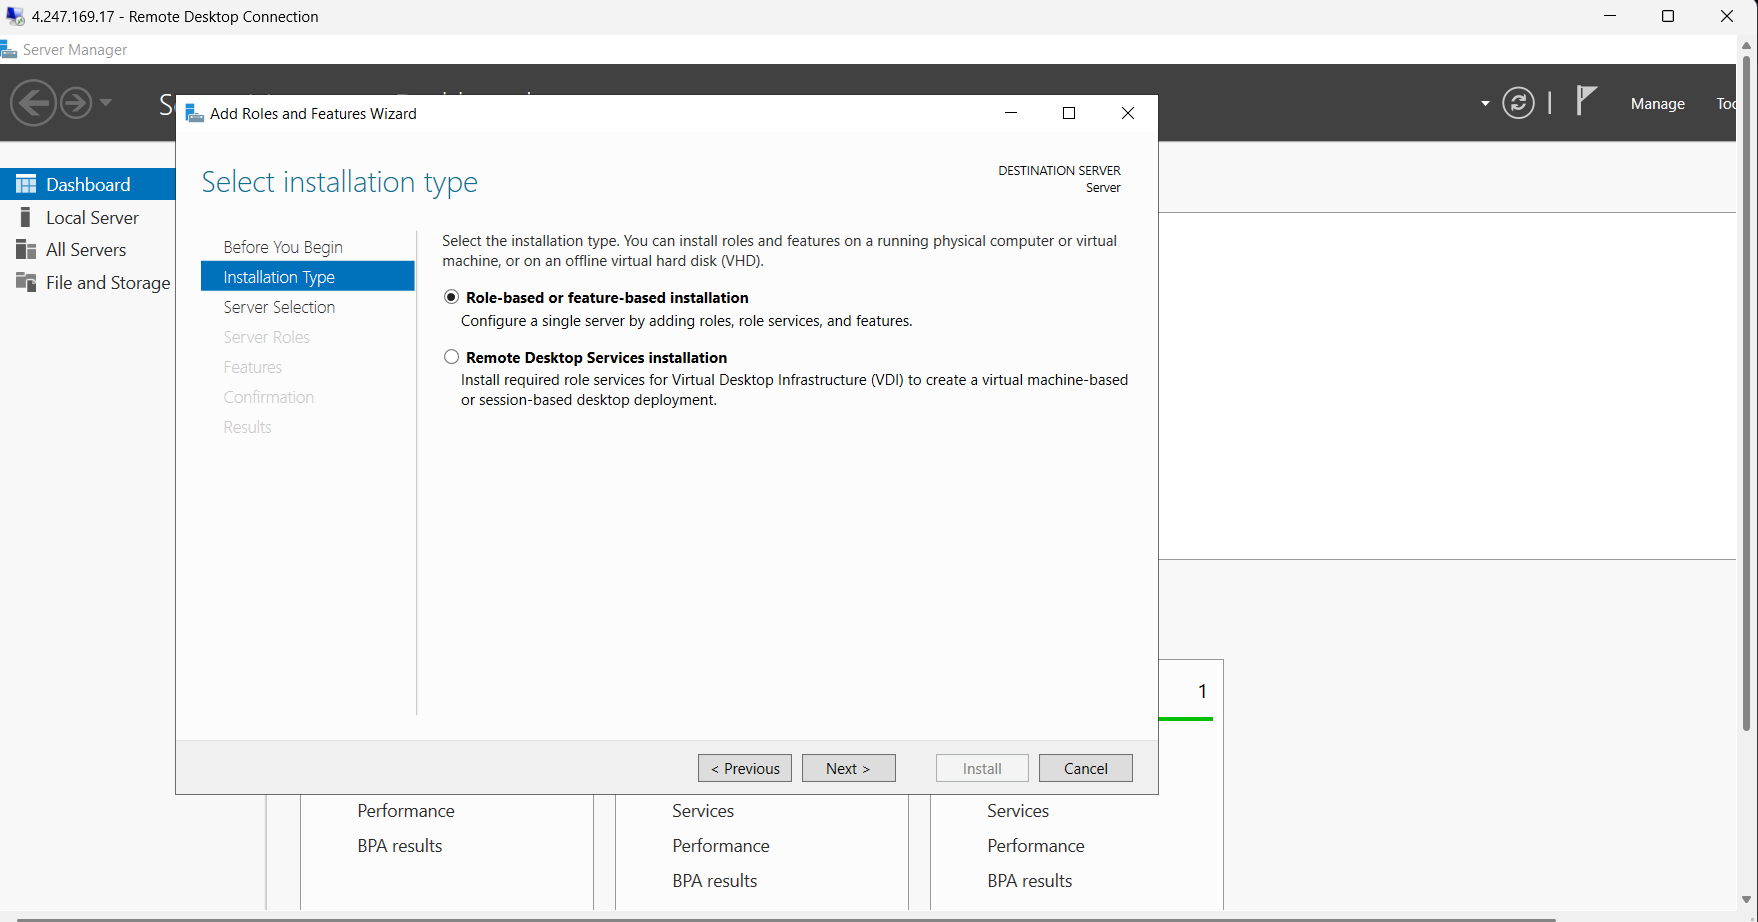 4.247.169.17 - Remote Desktop Connection
Server Manager
Manage
Add Roles and Features Wizard
Select installation type
DESTINATION SERVER
Server
Dashboard
Local Server
All Servers
File and Storage
Before You Begin
Installation Type
Server Selection
Server Roles
Features
Confirmation
Results
Select the installation type. You can install roles and features on a running physical computer or virtual
machine, or on an offline virtual hard disk (VHD).
Role-based or feature-based installation
Configure a single server by adding roles, role services, and features.
Remote Desktop Services installation
Install required role services for Virtual Desktop Infrastructure (VDI) to create a virtual machine-based
or session-based desktop deployment.
1
< Previous
Next >
Install
Cancel
Performance
BPA results
Services
Performance
BPA results
Services
Performance
BPA results